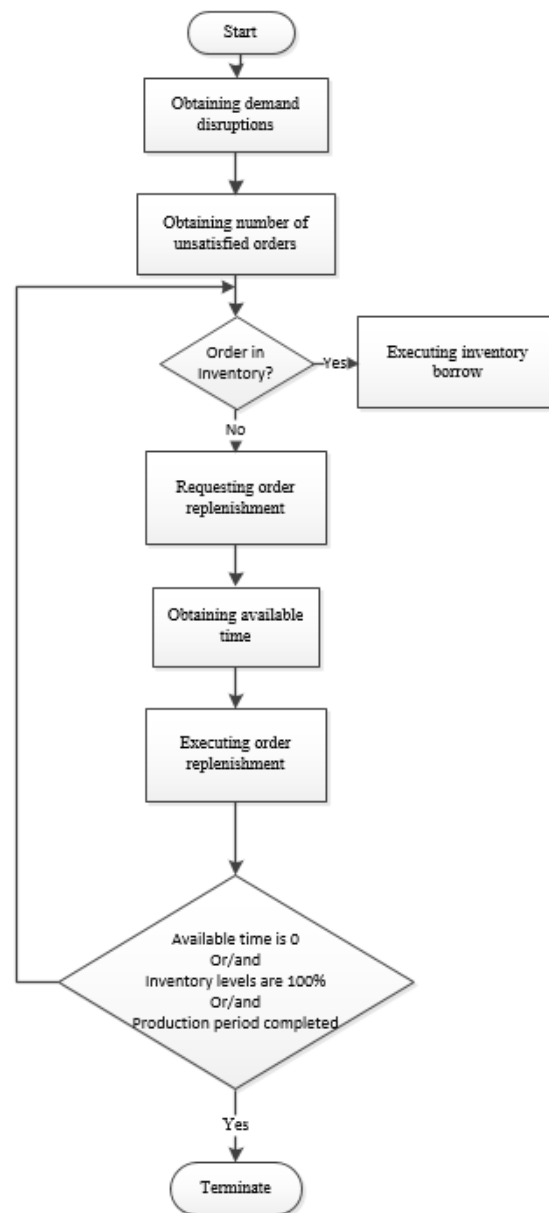 Start
Obtaining demand
disruptions
Obtaining number of
unsatisfied orders
Order in
Inventory?
Yes
Executing inventory
borrow
No
Requesting order
replenishment
Obtaining available
time
Executing order
replenishment
Available time is 0
Or/and
Inventory levels are 100%
Or/and
Production period completed
Yes
Terminate